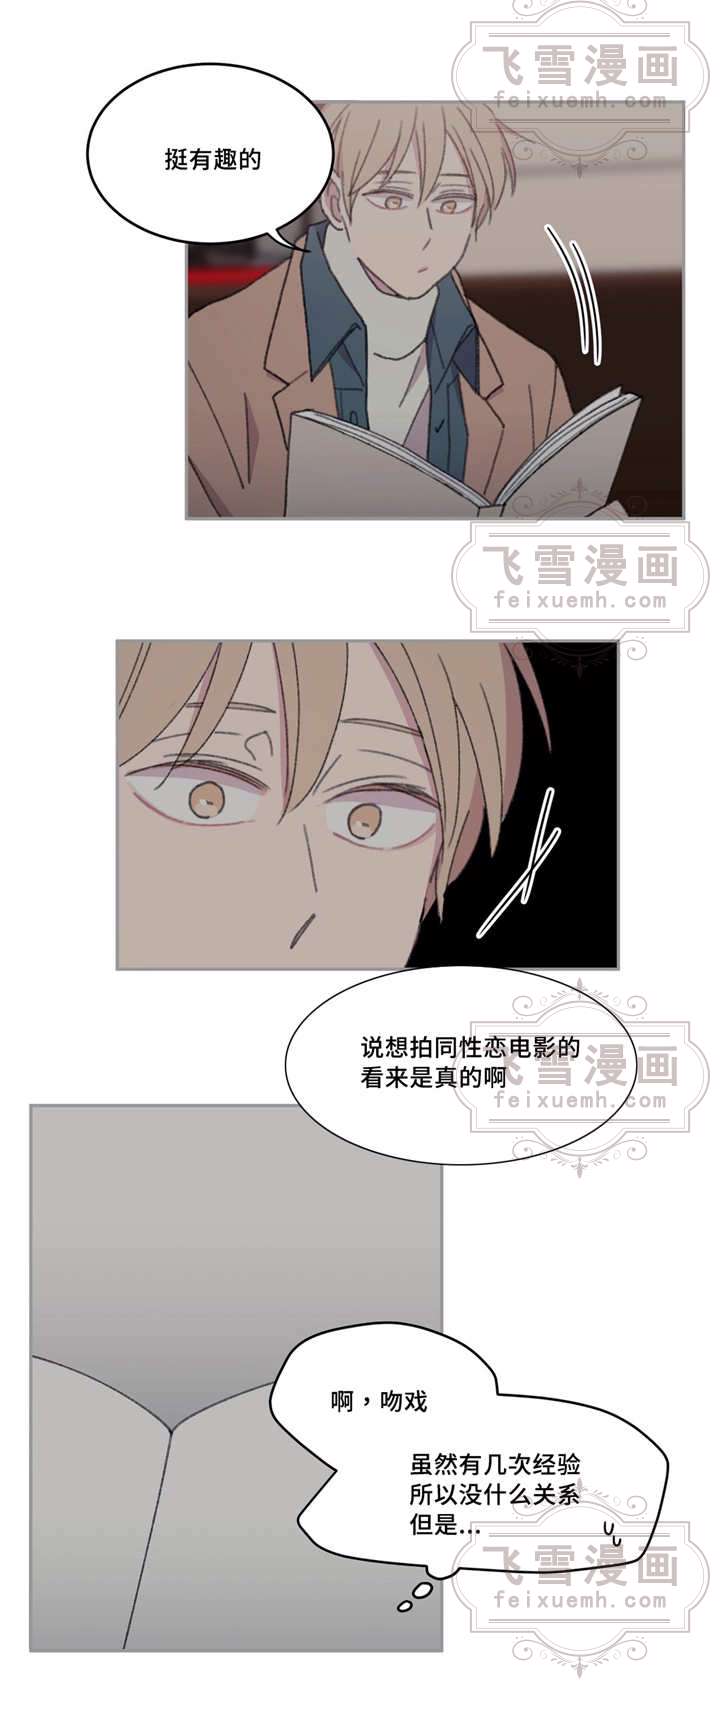 飞雪漫画
feixuemh.com
挺有趣的
飞雪漫画
feixuemh.com
说想拍同性恋电影的
看来是真的啊
飞雪漫画
feixuemh.com
啊，吻戏
虽然有几次经验
所以没什么关系
但是...
飞雪漫画
feixuemh.com